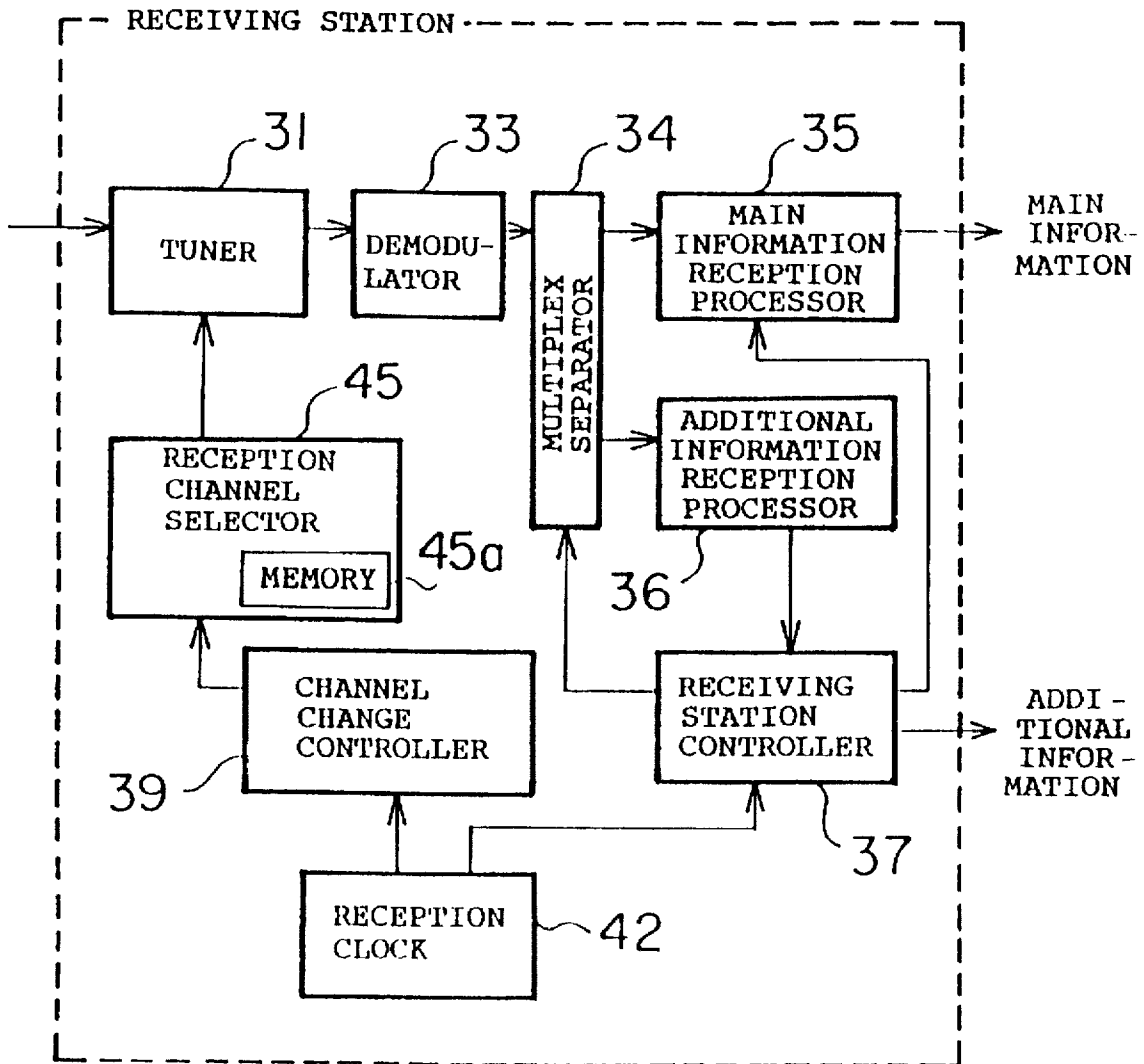 RECEIVING STATION
31
33
34
35
TUNER
DEMODU-
LATOR
MULTIPLEX
SEPARATOR
MAIN
INFORMATION
RECEPTION
PROCESSOR
MAIN
INFOR-
MATION
45
RECEPTION
CHANNEL
SELECTOR
MEMORY
45a
ADDITIONAL
INFORMATION
RECEPTION
PROCESSOR
36
CHANNEL
CHANGE
CONTROLLER
39
RECEIVING
STATION
CONTROLLER
37
ADDI-
TIONAL
INFOR-
MATION
RECEPTION
CLOCK
42